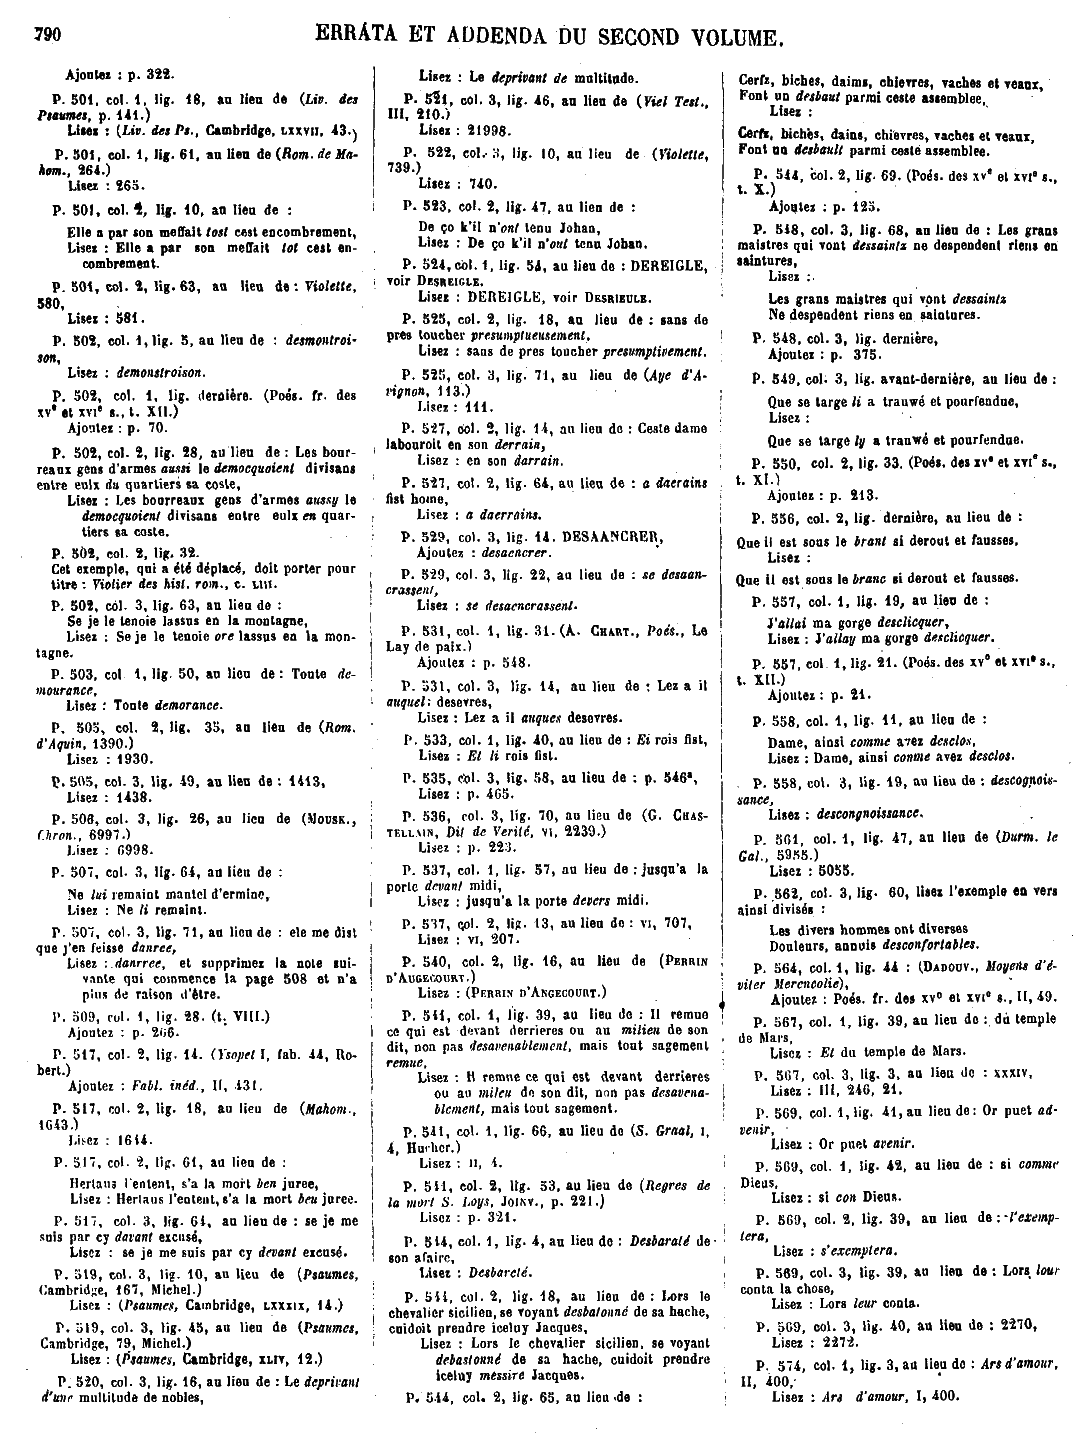 790
ERRATA ET ADDENDA DU SECOND VOLUME.
Ajoutez : p. 322.
P. 501, col. 1, lig. 18, au lieu de (Liv. des
Psaumes, p. 141.)
Lisez : (Liv. des Ps., Cambridge, LXXVII, 43.)
P. 501, col. 1, lig. 61, au lieu de (Rom. de Ma-
hom., 264.)
Lisez : 265.
P. 501, col. 2, lig. 10, au lieu de :
Elle a par son meffait tost cest encombrement,
Lisez : Elle a par son meffait tot cest en-
combrement.
P. 501, col. 2, lig. 63, au lieu de : Violette,
580,
Lisez : 581.
P. 502, col. 1, lig. 5, au lieu de : desmontroi-
son,
Lisez : demonstroison.
P. 502, col. 1, lig. dernière. (Poés. fr. des
XVe et XVIe s., t. XII.)
Ajoutez : p. 70.
P. 502, col. 2, lig. 28, au lieu de : Les bour-
reaux gens d'armes aussi le democquoient divisans
entre eulx du quartiers sa coste,
Lisez : Les bourreaux gens d'armes aussy le
democquoient divisans entre eulx en quar-
tiers sa coste.
P. 502, col. 2, lig. 32.
Cet exemple, qui a été déplacé, doit porter pour
titre : Violier des hist. rom., c. LIII.
P. 502, col. 3, lig. 63, au lieu de :
Se je le tenoie lassus en la montagne,
Lisez : Se je le tenoie ore lassus en la mon-
tagne.
P. 503, col 1, lig. 50, au lieu de : Toute de-
mourance,
Lisez : Toute demorance.
P. 505, col. 2, lig. 35, au lieu de (Rom.
d'Aquin, 1390.)
Lisez : 1930.
P. 505, col. 3, lig. 49, au lieu de : 1413,
Lisez : 1438.
P. 506, col. 3, lig. 26, au lieu de (MOUSK.,
Chron., 6997.)
Lisez : 6998.
P. 507, col. 3, lig. 64, au lieu de :
Ne lui remaint mantel d'ermine,
Lisez : Ne li remaint.
P. 507, col. 3, lig. 71, au lieu de : ele me dist
que j'en feisse danree,
Lisez : danrree, et supprimez la note sui-
vante qui commence la page 508 et n'a
plus de raison d'être.
P. 509, col. 1, lig. 28. (t. VIII.)
Ajoutez : p. 266.
P. 517, col. 2, lig. 14. (Ysopet I, fab. 44, Ro-
bert.)
Ajoutez : Fabl. inéd., II, 431.
P. 517, col. 2, lig. 18, au lieu de (Mahom.,
1643.)
Lisez : 1644.
P. 517, col. 2, lig. 61, au lieu de :
Hertaus l'entent, s'a la mort ben juree,
Lisez : Hertaus l'entent, s'a la mort beu juree.
P. 517, col. 3, lig. 64, au lieu de : se je me
suis par cy davant excusé,
Lisez : se je me suis par cy devant excusé.
P. 519, col. 3, lig. 10, au lieu de (Psaumes,
Cambridge, 167, Michel.)
Lisez : (Psaumes, Cambridge, LXXXIX, 14.)
P. 519, col. 3, lig. 45, au lieu de (Psaumes,
Cambridge, 79, Michel.)
Lisez : (Psaumes, Cambridge, XLIV, 12.)
P. 520, col. 3, lig. 16, au lieu de : Le deprivant
d'une multitude de nobles,
Lisez : Le deprivant de multitude.
P. 521, col. 3, lig. 46, au lieu de (Viel Test.,
III, 210.)
Lisez : 21998.
P. 522, col. 3, lig. 10, au lieu de (Violette,
739.)
Lisez : 740.
P. 523, col. 2, lig. 47, au lieu de :
De ço k'il n'ont tenu Johan,
Lisez : De ço k'il n'out tenu Johan.
P. 524, col. 1, lig. 54, au lieu de : DEREIGLE,
voir DESREIGLE.
Lisez : DEREIGLE, voir DESRIEULE.
P. 525, col. 2, lig. 18, au lieu de : sans de
pres toucher presumptueusement,
Lisez : sans de pres toucher presumptivement.
P. 525, col. 3, lig. 71, au lieu de (Aye d'A-
vignon, 113.)
Lisez : 111.
P. 527, col. 2, lig. 14, au lieu de : Ceste dame
labouroit en son derrain,
Lisez : en son darrain.
P. 527, col. 2, lig. 64, au lieu de : a daerains
fist home,
Lisez : a daerrains.
P. 529, col. 3, lig. 14. DESAANCRER,
Ajoutez : desaencrer.
P. 529, col. 3, lig. 22, au lieu de : se desaan-
crassent,
Lisez : se desaencrassent.
P. 531, col. 1, lig. 31. (A. CHART., Poés., Le
Lay de paix.)
Ajoutez : p. 548.
P. 531, col. 3, lig. 14, au lieu de : Lez a il
auquel : desevres,
Lisez : Lez a il auques desevres.
P. 533, col. 1, lig. 40, au lieu de : Ei rois fist,
Lisez : Et li rois fist.
P. 535, col. 3, lig. 58, au lieu de : p. 546a,
Lisez : p. 465.
P. 536, col. 3, lig. 70, au lieu de (G. CHAS-
TELLAIN, Dit de Verité, VI, 2239.)
Lisez : p. 223.
P. 537, col. 1, lig. 57, au lieu de : jusqu'a la
porte devant midi,
Lisez : jusqu'a la porte devers midi.
P. 537, col. 2, lig. 13, au lieu de : VI, 707,
Lisez : VI, 207.
P. 540, col. 2, lig. 16, au lieu de (PERRIN
D'AUGECOURT.)
Lisez : (PERRIN D'ANGECOURT.)
P. 541, col. 1, lig. 39, au lieu de : Il remue
ce qui est devant derrieres ou au milieu de son
dit, non pas desavenablement, mais tout sagement
remue,
Lisez : Il remue ce qui est devant derrieres
ou au mileu de son dit, non pas desavena-
blement, mais tout sagement.
P. 541, col. 1, lig. 66, au lieu de (S. Graal, I,
4, Hucher.)
Lisez : II, 4.
P. 541, col. 2, lig. 53, au lieu de (Regres de
la mort S. Loys, JOINV., p. 221.)
Lisez : p. 321.
P. 544, col. 1, lig. 4, au lieu de : Desbaraté de
son afaire,
Lisez : Desbareté.
P. 544, col. 2, lig. 18, au lieu de : Lors le
chevalier sicilien, se voyant desbatonné de sa hache,
cuidoit prendre iceluy Jacques,
Lisez : Lors le chevalier sicilien, se voyant
debastonné de sa hache, cuidoit prendre
iceluy messire Jacques.
P. 544, col. 2, lig. 65, au lieu de :
Cerfz, biches, daims, chievres, vaches et veaux,
Font un desbaut parmi ceste assemblee,
Lisez :
Cerfz, biches, dains, chievres, vaches et veaux,
Font un desbault parmi ceste assemblee.
P. 544, col. 2, lig. 69. (Poés. des XVe et XVIe s.,
t. X.)
Ajoutez : p. 125.
P. 548, col. 3, lig. 68, au lieu de : Les grans
maistres qui vont dessaintz ne despendent riens en
saintures,
Lisez :
Les grans maistres qui vont dessaintz
Ne despendent riens en saintures.
P. 548, col. 3, lig. dernière,
Ajoutez : p. 375.
P. 549, col. 3, lig. avant-dernière, au lieu de :
Que se targe li a trauwé et pourfendue,
Lisez :
Que se targe ly a trauwé et pourfendue.
P. 550, col. 2, lig. 33. (Poés. des XVe et XVIe s.,
t. XI.)
Ajoutez : p. 213.
P. 556, col. 2, lig. dernière, au lieu de :
Que il est sous le brant si derout et fausses,
Lisez :
Que il est sous le branc si derout et fausses.
P. 557, col. 1, lig. 19, au lieu de :
J'allai ma gorge desclicquer,
Lisez : J'allay ma gorge desclicquer.
P. 557, col. 1, lig. 21. (Poés. des XVe et XVIe s.,
t. XII.)
Ajoutez : p. 21.
P. 558, col. 1, lig. 11, au lieu de :
Dame, ainsi comme avez desclos,
Lisez : Dame, ainsi conme avez desclos.
P. 558, col. 3, lig. 19, au lieu de : descognois-
sance,
Lisez : descongnoissance.
P. 561, col. 1, lig. 47, au lieu de (Durm. le
Gal., 5955.)
Lisez : 5055.
P. 562, col. 3, lig. 60, lisez l'exemple en vers
ainsi divisés :
Les divers hommes ont diverses
Douleurs, annuis desconfortables.
P. 564, col. 1, lig. 44 : (DADOUV., Moyens d'é-
viter Merencolie),
Ajoutez : Poés. fr. des XVe et XVIe s., II, 49.
P. 567, col. 1, lig. 39, au lieu de : du temple
de Mars,
Lisez : Et du temple de Mars.
P. 567, col. 3, lig. 3, au lieu de : XXXIV,
Lisez : III, 246, 21.
P. 569, col. 1, lig. 41, au lieu de : Or puet ad-
venir,
Lisez : Or puet avenir.
P. 569, col. 1, lig. 42, au lieu de : si comme
Dieus,
Lisez : si con Dieus.
P. 569, col. 2, lig. 39, au lieu de : l'exemp-
tera,
Lisez : s'exemptera.
P. 569, col. 3, lig. 39, au lieu de : Lors lour
conta la chose,
Lisez : Lors leur conta.
P. 569, col. 3, lig. 40, au lieu de : 2270,
Lisez : 2272.
P. 574, col. 1, lig. 3, au lieu de : Ars d'amour,
II, 400,
Lisez : Ars d'amour, I, 400.